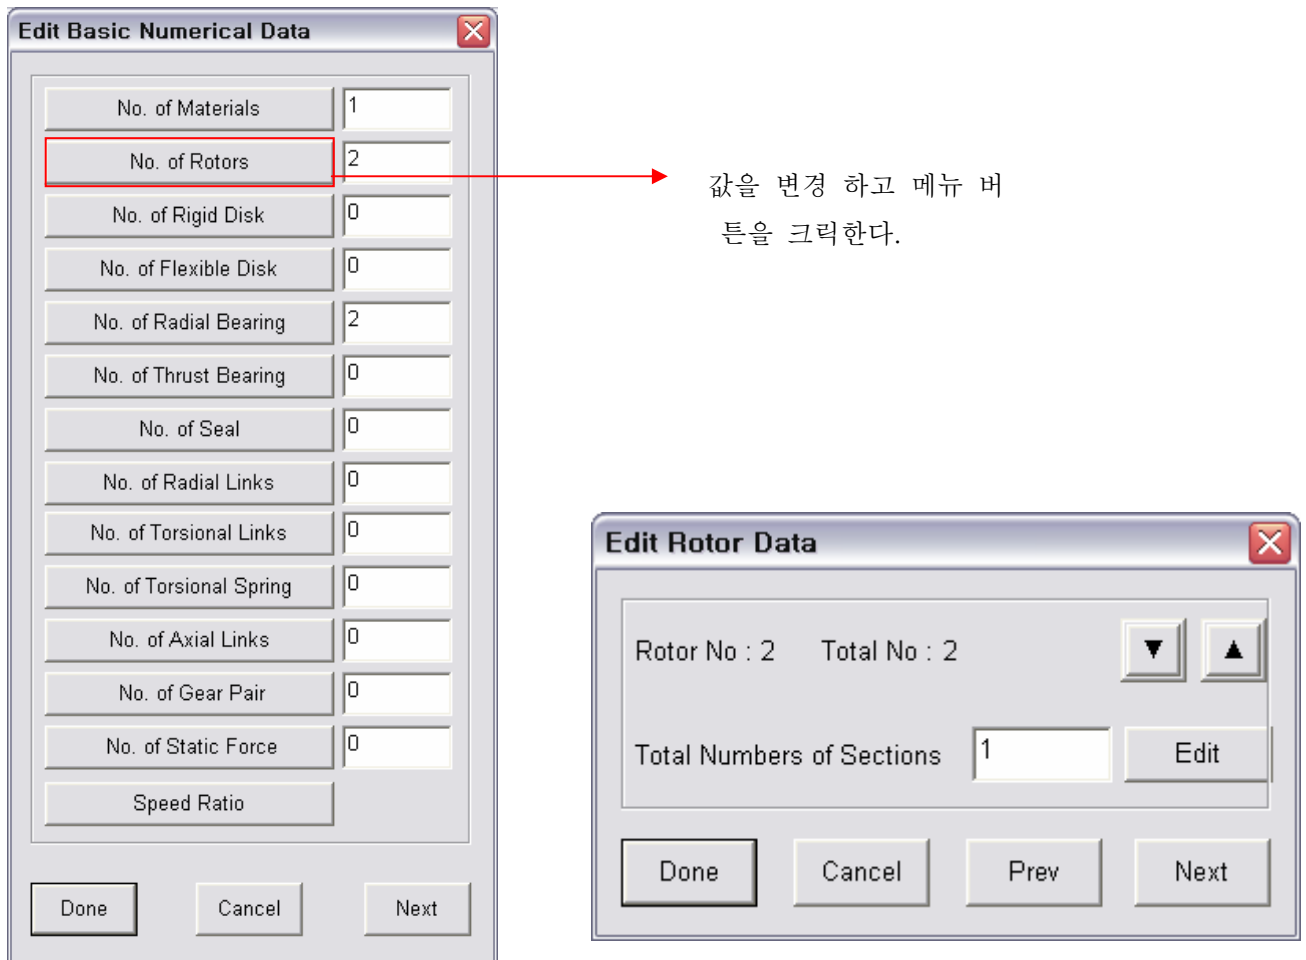 Edit Basic Numerical Data
No. of Materials 1
No. of Rotors 2
No. of Rigid Disk 0
No. of Flexible Disk 0
No. of Radial Bearing 2
No. of Thrust Bearing 0
No. of Seal 0
No. of Radial Links 0
No. of Torsional Links 0
No. of Torsional Spring 0
No. of Axial Links 0
No. of Gear Pair 0
No. of Static Force 0
Speed Ratio
Done Cancel Next
값을 변경 하고 메뉴 버
튼을 크릭한다.
Edit Rotor Data
Rotor No : 2 Total No : 2
Total Numbers of Sections 1 Edit
Done Cancel Prev Next